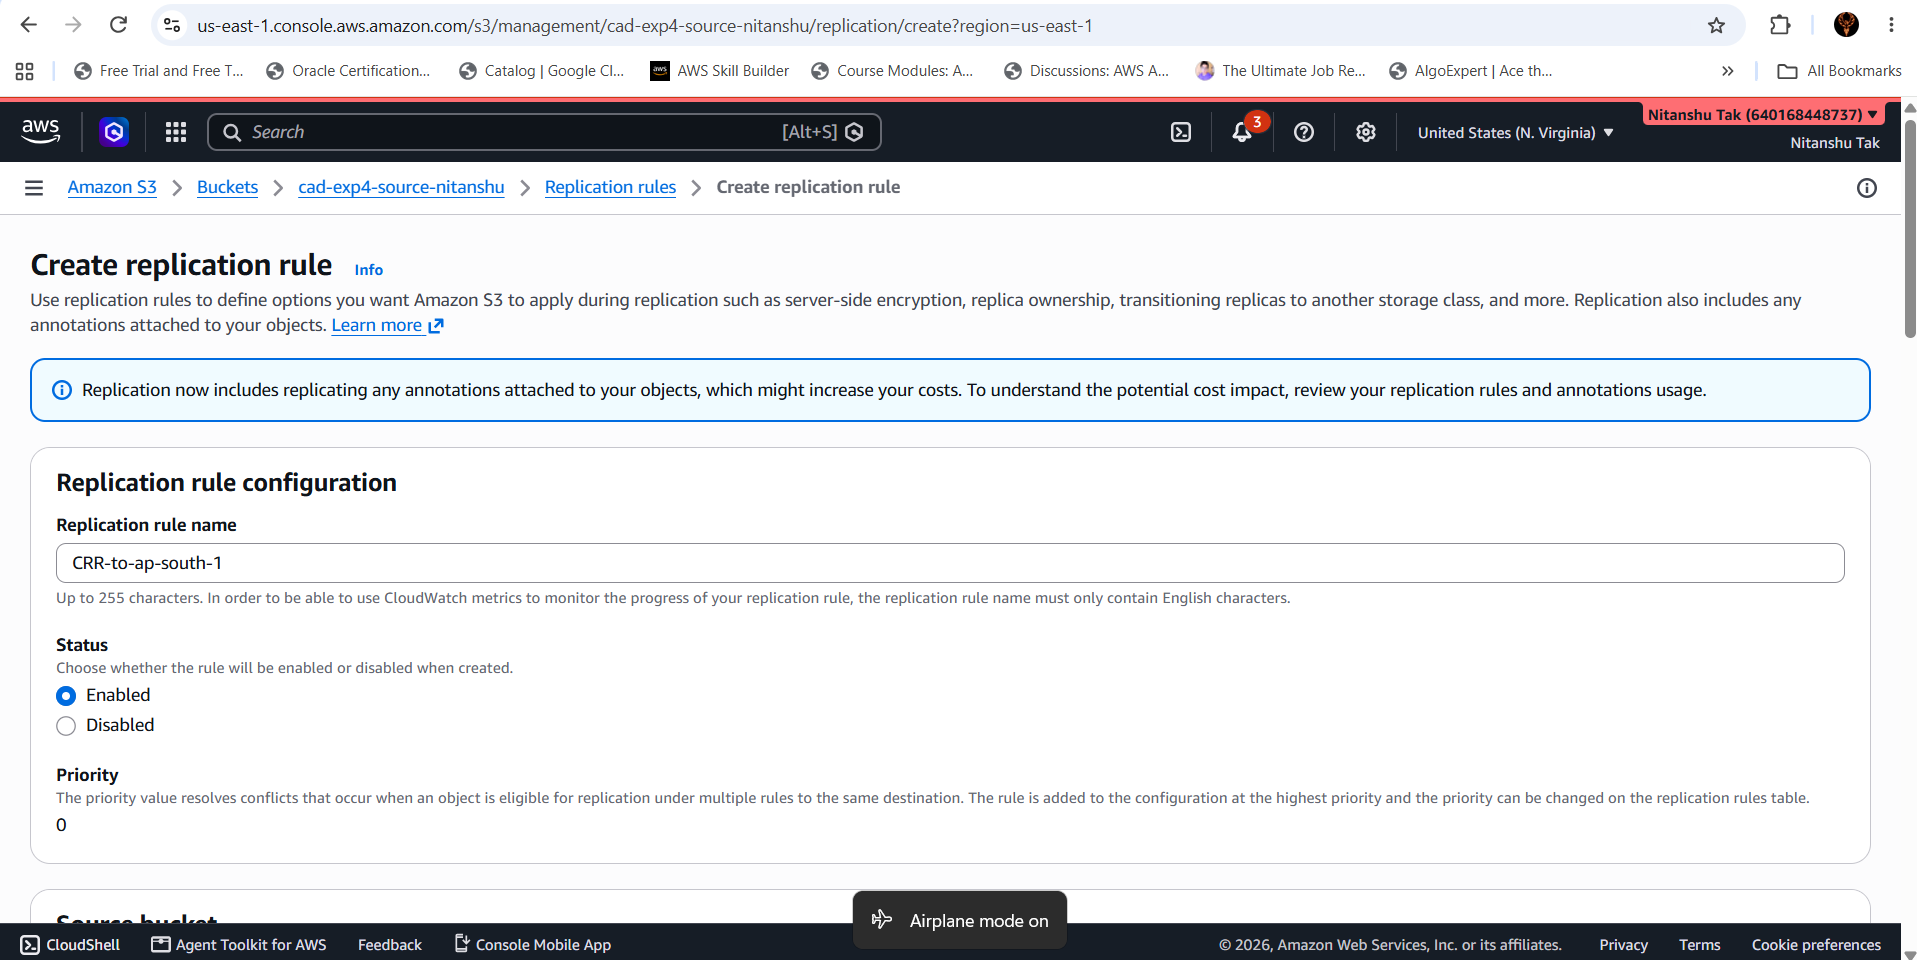 us-east-1.console.aws.amazon.com/s3/management/cad-exp4-source-nitanshu/replication/create?region=us-east-1
Free Trial and Free T... Oracle Certification... Catalog | Google Cl... aws AWS Skill Builder Course Modules: A... Discussions: AWS A... The Ultimate Job Re... AlgoExpert | Ace th... » All Bookmarks
aws Search [Alt+S] 3 United States (N. Virginia) ▼ Nitanshu Tak (640168448737) ▼
Nitanshu Tak
Amazon S3 > Buckets > cad-exp4-source-nitanshu > Replication rules > Create replication rule
Create replication rule Info
Use replication rules to define options you want Amazon S3 to apply during replication such as server-side encryption, replica ownership, transitioning replicas to another storage class, and more. Replication also includes any
annotations attached to your objects. Learn more
Replication now includes replicating any annotations attached to your objects, which might increase your costs. To understand the potential cost impact, review your replication rules and annotations usage.
Replication rule configuration
Replication rule name
CRR-to-ap-south-1
Up to 255 characters. In order to be able to use CloudWatch metrics to monitor the progress of your replication rule, the replication rule name must only contain English characters.
Status
Choose whether the rule will be enabled or disabled when created.
Enabled
Disabled
Priority
The priority value resolves conflicts that occur when an object is eligible for replication under multiple rules to the same destination. The rule is added to the configuration at the highest priority and the priority can be changed on the replication rules table.
0
Source bucket
Airplane mode on
CloudShell Agent Toolkit for AWS Feedback Console Mobile App © 2026, Amazon Web Services, Inc. or its affiliates. Privacy Terms Cookie preferences